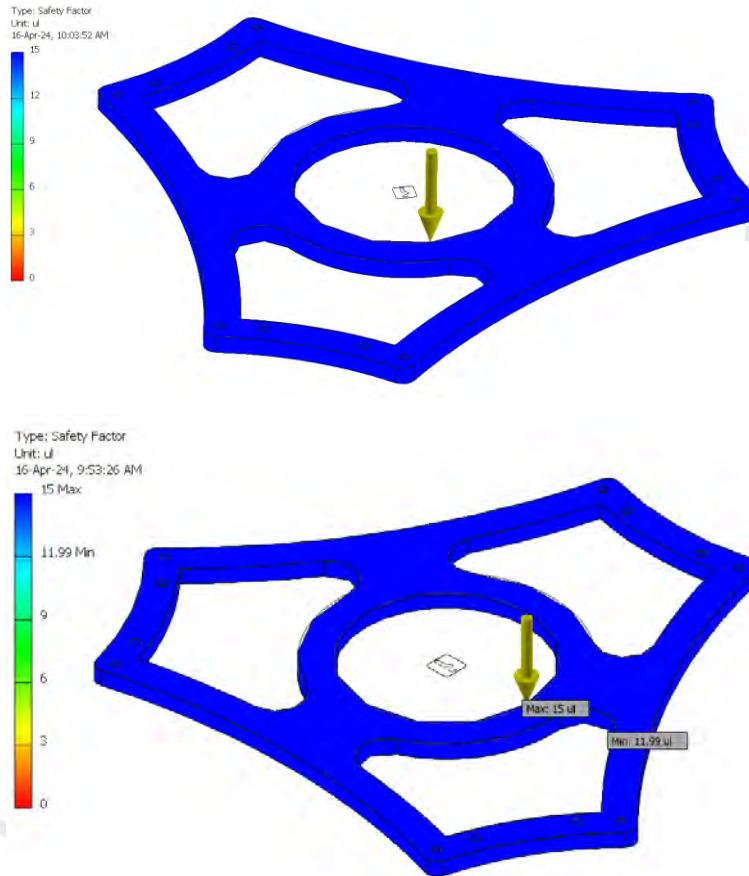 Type: Safety Factor
Unit: ul
16-Apr-24, 10:03:52 AM
15
12
9
6
3
0
Type: Safety Factor
Unit: ul
16-Apr-24, 9:53:26 AM
15 Max
11.99 Min
9
6
3
0
Max: 15 ul
Min: 11.99 ul